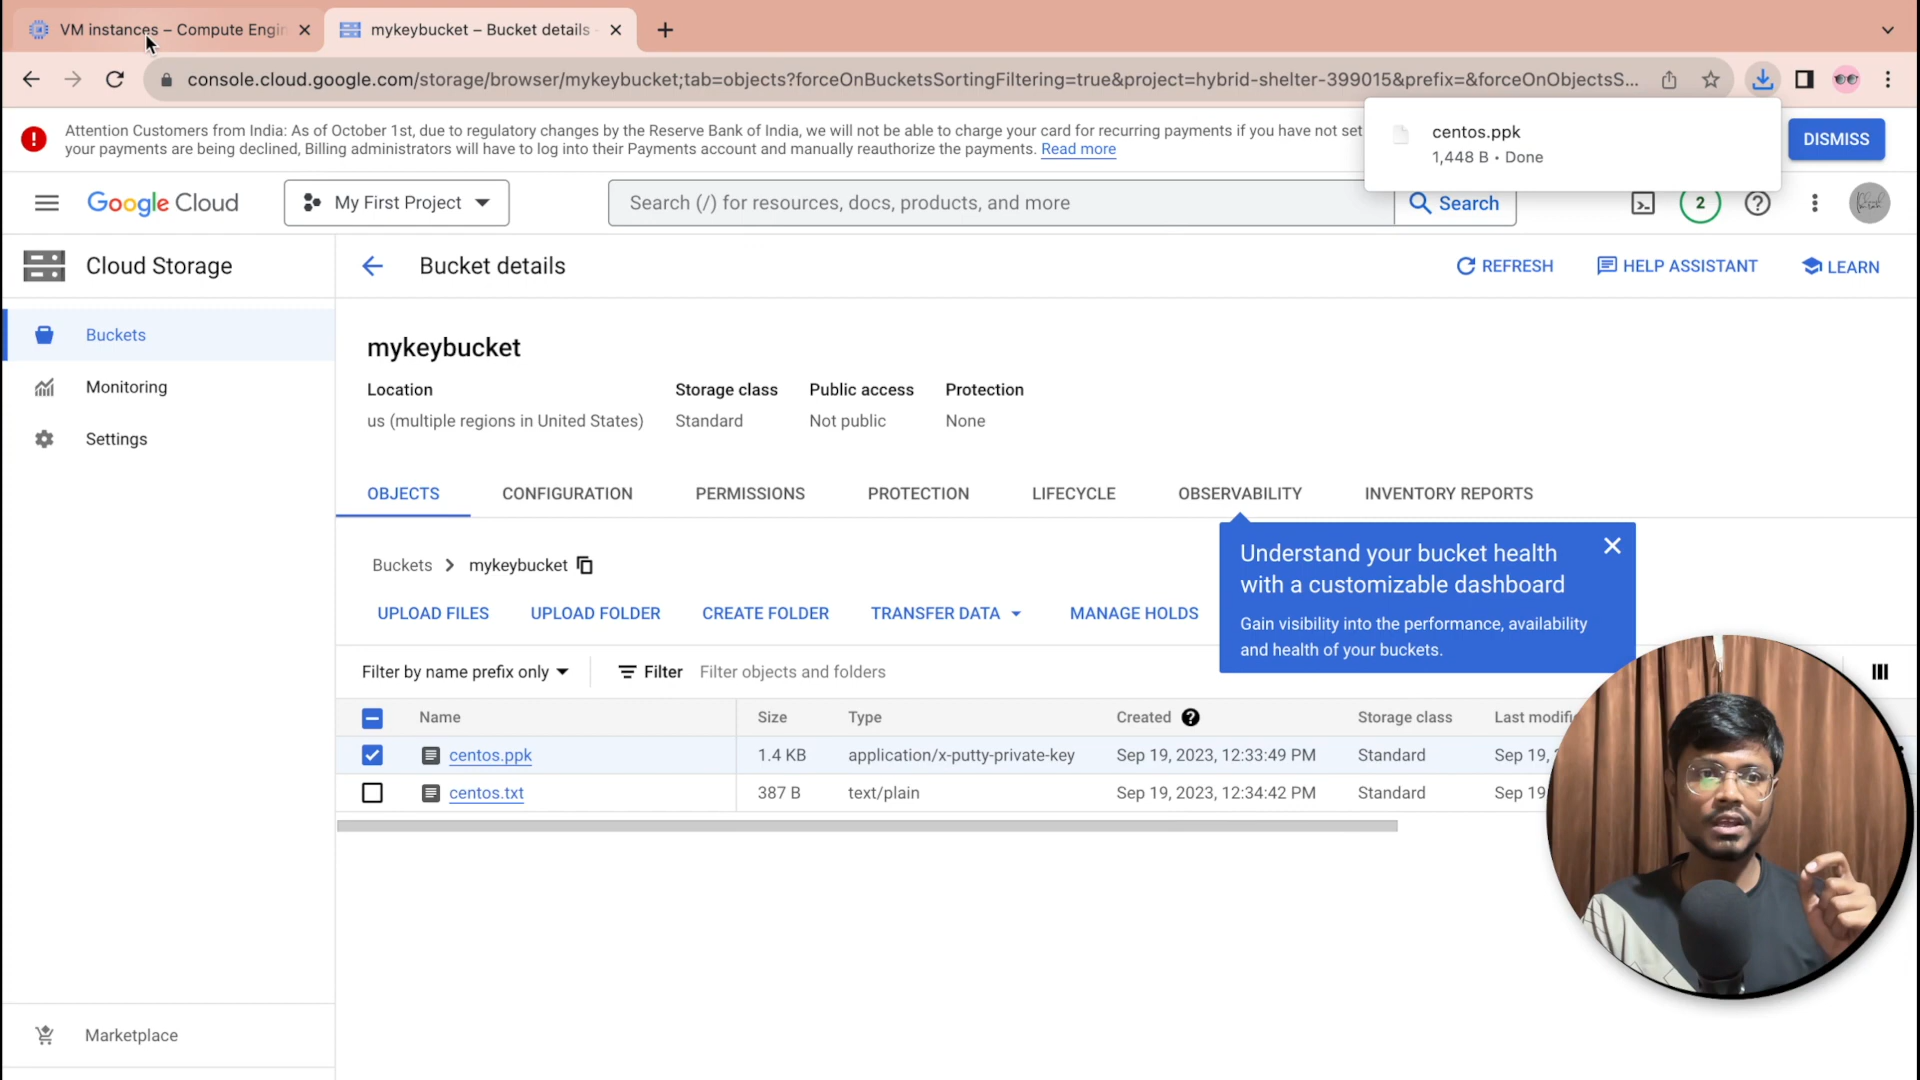 VM instances – Compute Engin
mykeybucket – Bucket details
console.cloud.google.com/storage/browser/mykeybucket;tab=objects?forceOnBucketsSortingFiltering=true&project=hybrid-shelter-399015&prefix=&forceOnObjectsS...
Attention Customers from India: As of October 1st, due to regulatory changes by the Reserve Bank of India, we will not be able to charge your card for recurring payments if you have not set
your payments are being declined, Billing administrators will have to log into their Payments account and manually reauthorize the payments. Read more
centos.ppk
1,448 B • Done
DISMISS
Google Cloud
My First Project
Search (/) for resources, docs, products, and more
Search
2
Cloud Storage
Bucket details
REFRESH
HELP ASSISTANT
LEARN
Buckets
Monitoring
Settings
Marketplace
mykeybucket
Location Storage class Public access Protection
us (multiple regions in United States) Standard Not public None
OBJECTS CONFIGURATION PERMISSIONS PROTECTION LIFECYCLE OBSERVABILITY INVENTORY REPORTS
Understand your bucket health
with a customizable dashboard
Gain visibility into the performance, availability
and health of your buckets.
Buckets > mykeybucket
UPLOAD FILES UPLOAD FOLDER CREATE FOLDER TRANSFER DATA MANAGE HOLDS
Filter by name prefix only Filter Filter objects and folders
Name Size Type Created Storage class Last modifi
centos.ppk 1.4 KB application/x-putty-private-key Sep 19, 2023, 12:33:49 PM Standard Sep 19,
centos.txt 387 B text/plain Sep 19, 2023, 12:34:42 PM Standard Sep 19